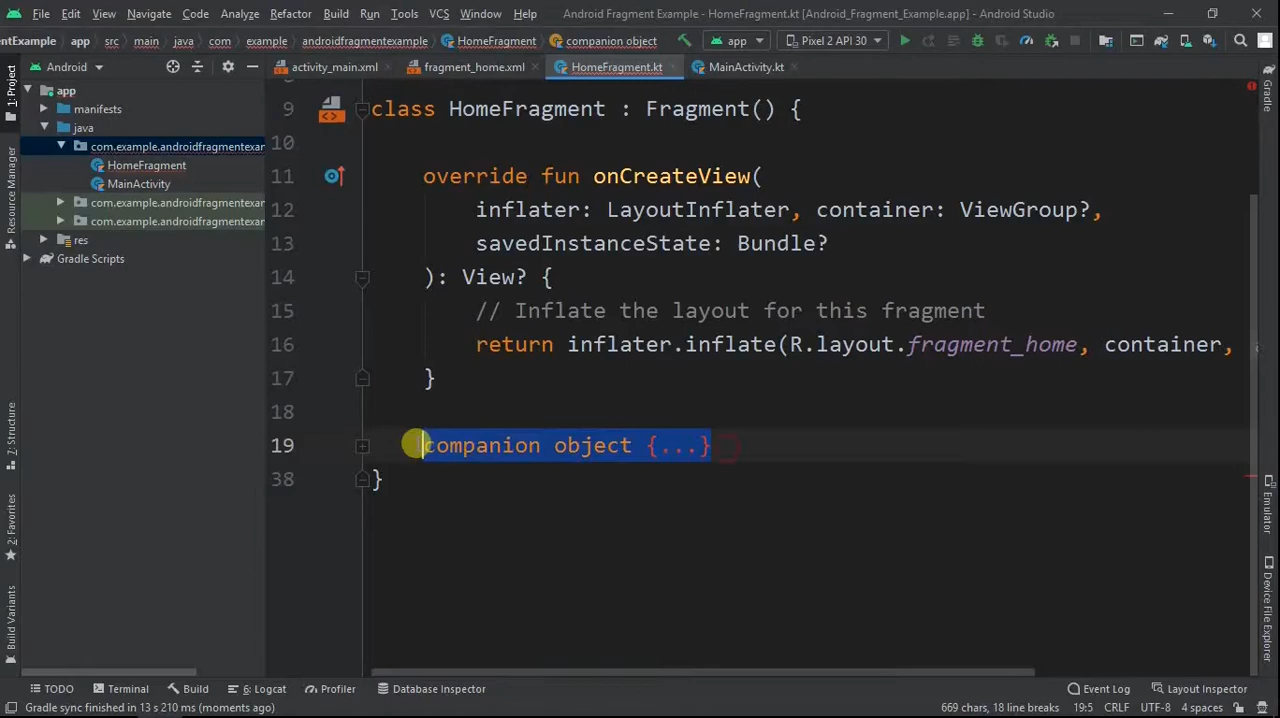 File Edit View Navigate Code Analyze Refactor Build Run Tools VCS Window Help Android Fragment Example - HomeFragment.kt [Android_Fragment_Example.app] - Android Studio
entExample app src main java com example androidfragmentexample HomeFragment companion object app Pixel 2 API 30
Android activity_main.xml fragment_home.xml HomeFragment.kt MainActivity.kt
1: Project
Resource Manager
7: Structure
2: Favorites
Build Variants
app
manifests
java
com.example.androidfragmentexar
HomeFragment
MainActivity
com.example.androidfragmentexar
com.example.androidfragmentexar
res
Gradle Scripts
9 class HomeFragment : Fragment() {
10
11 override fun onCreateView(
12 inflater: LayoutInflater, container: ViewGroup?,
13 savedInstanceState: Bundle?
14 ): View? {
15 // Inflate the layout for this fragment
16 return inflater.inflate(R.layout.fragment_home, container,
17 }
18
19 companion object {...}
38 }
Gradle
Emulator
Device File Explorer
TODO Terminal Build 6: Logcat Profiler Database Inspector Event Log Layout Inspector
Gradle sync finished in 13 s 210 ms (moments ago) 669 chars, 18 line breaks 19:5 CRLF UTF-8 4 spaces